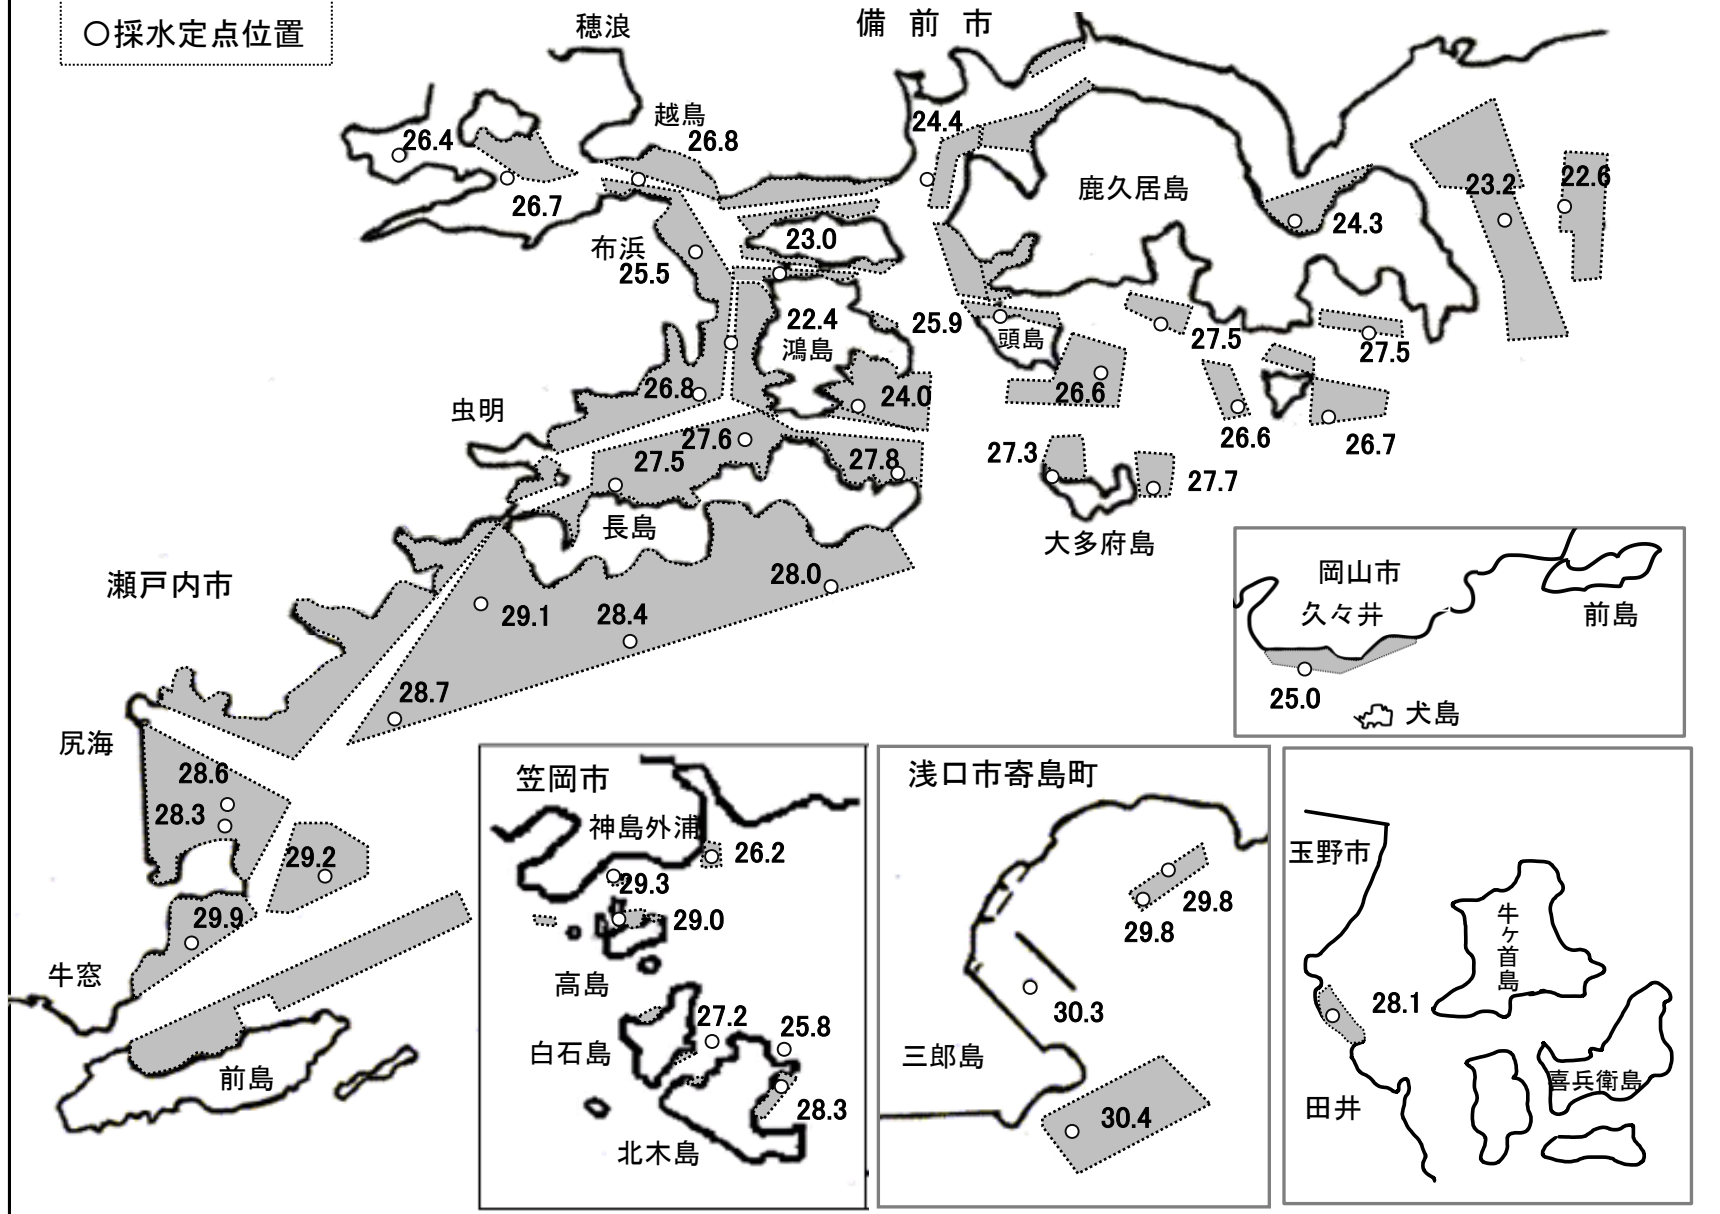 ○採水定点位置
穂浪
備前市
越鳥
26.4
26.8
24.4
26.7
鹿久居島
23.2
22.6
24.3
布浜
25.5
23.0
22.4
鴻島
25.9
頭島
27.5
27.5
26.8
24.0
26.6
虫明
27.6
27.5
27.8
26.6
26.7
27.3
27.7
長島
大多府島
瀬戸内市
28.0
29.1
28.4
28.7
岡山市
久々井
前島
25.0
犬島
尻海
28.6
28.3
29.2
29.9
牛窓
前島
笠岡市
神島外浦
26.2
29.3
29.0
高島
27.2
25.8
白石島
28.3
北木島
浅口市寄島町
29.8
29.8
30.3
三郎島
30.4
玉野市
牛ヶ首島
28.1
喜兵衛島
田井